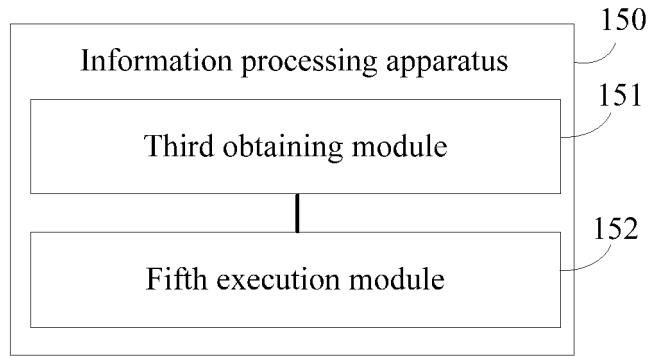 150
Information processing apparatus
151
Third obtaining module
152
Fifth execution module